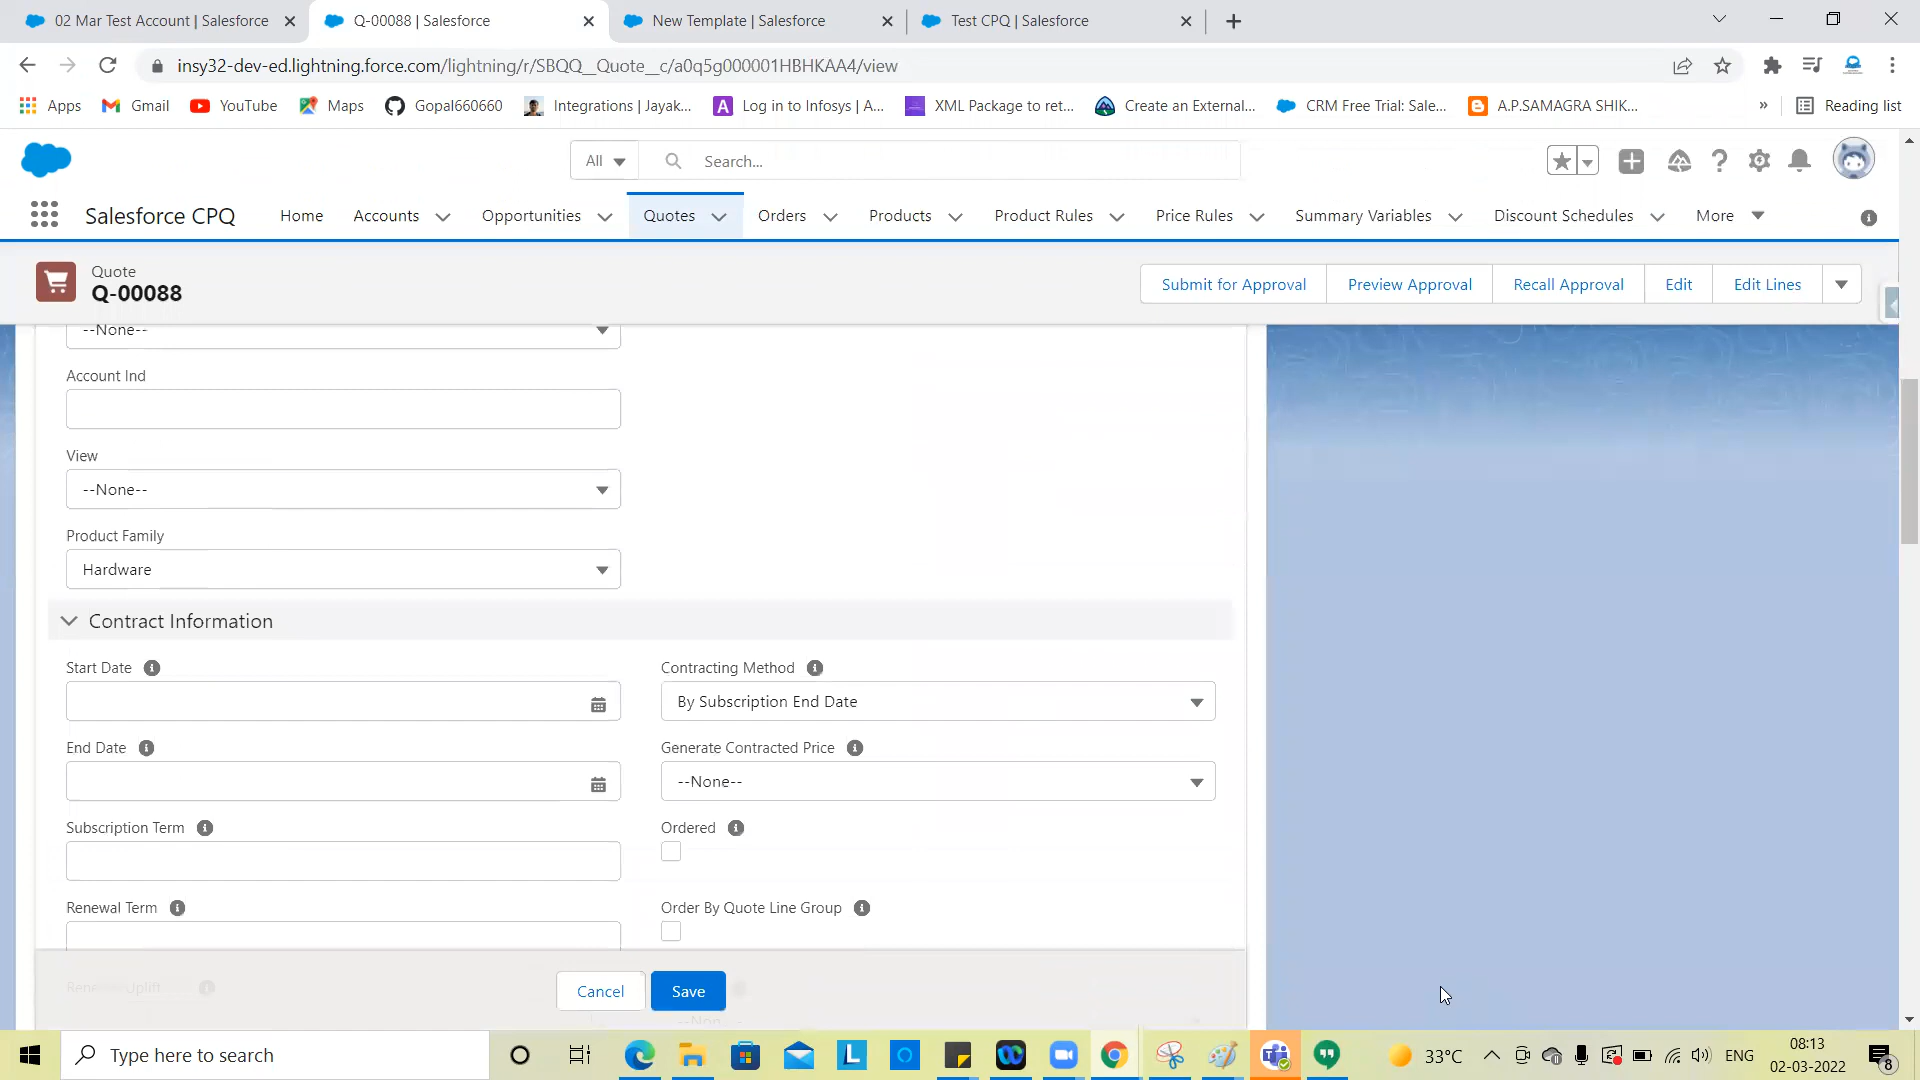 02 Mar Test Account | Salesforce
Q-00088 | Salesforce
New Template | Salesforce
Test CPQ | Salesforce
insy32-dev-ed.lightning.force.com/lightning/r/SBQQ__Quote__c/a0q5g000001HBHKAA4/view
Apps
Gmail
YouTube
Maps
Gopal660660
Integrations | Jayak...
Log in to Infosys | A...
XML Package to ret...
Create an External...
CRM Free Trial: Sale...
A.P.SAMAGRA SHIK...
»
Reading list
All
Search...
Salesforce CPQ
Home
Accounts
Opportunities
Quotes
Orders
Products
Product Rules
Price Rules
Summary Variables
Discount Schedules
More
Quote
Q-00088
Submit for Approval
Preview Approval
Recall Approval
Edit
Edit Lines
--None--
Account Ind
View
--None--
Product Family
Hardware
Contract Information
Start Date
Contracting Method
By Subscription End Date
End Date
Generate Contracted Price
--None--
Subscription Term
Ordered
Renewal Term
Order By Quote Line Group
Renewal Uplift
Cancel
Save
--None--
Type here to search
33°C
ENG
08:13
02-03-2022
8